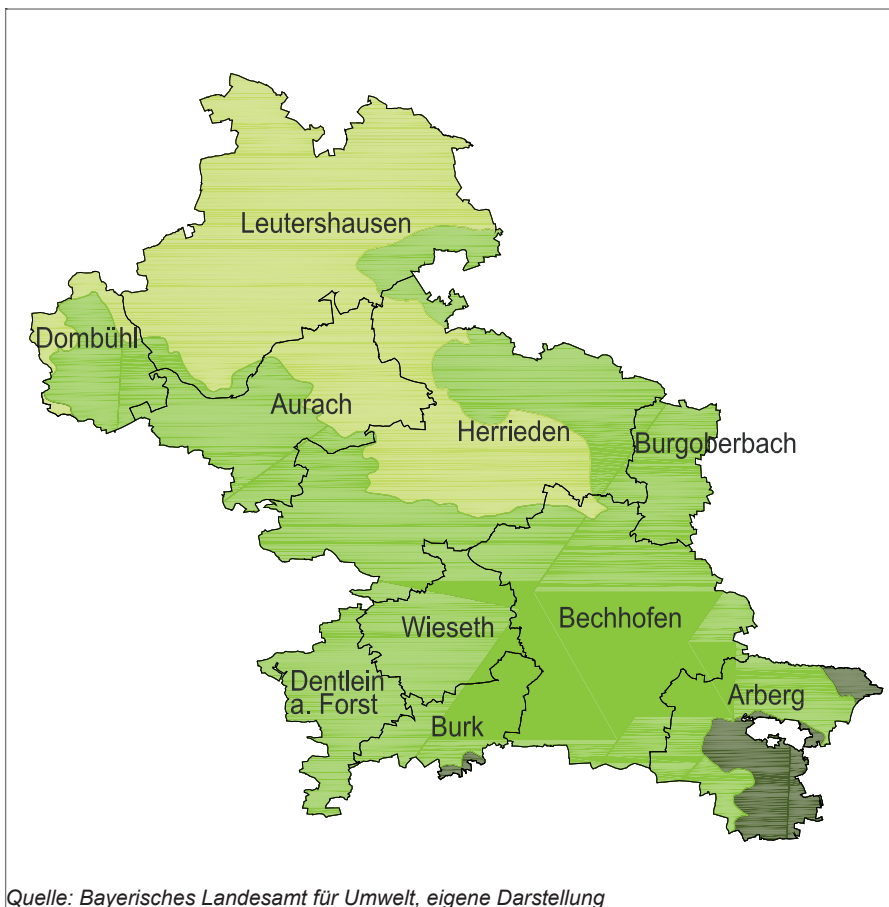 Leutershausen
Dombühl
Aurach
Herrieden
Burgoberbach
Bechhofen
Wieseth
Dentlein
a. Forst
Arberg
Burk
Quelle: Bayerisches Landesamt für Umwelt, eigene Darstellung